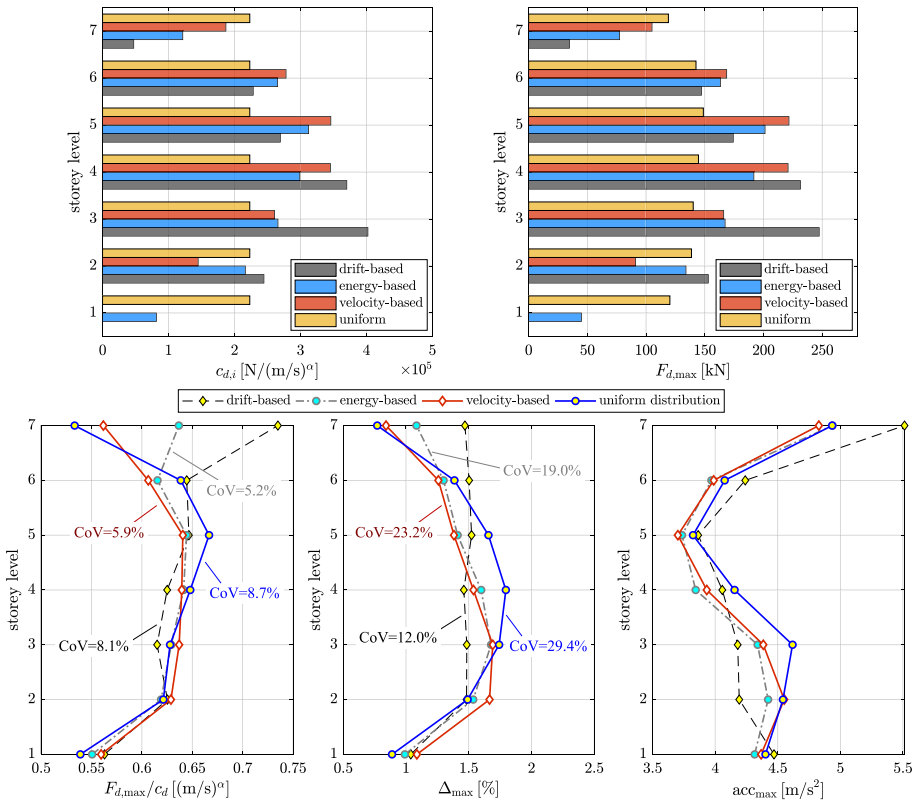 7
6
5
4
3
2
1
storey level
drift-based
energy-based
velocity-based
uniform
0 1 2 3 4 5
c_{d,i} [N/(m/s)^α]
×10^5
7
6
5
4
3
2
1
storey level
drift-based
energy-based
velocity-based
uniform
0 50 100 150 200 250
F_{d,max} [kN]
drift-based energy-based velocity-based uniform distribution
7
6
5
4
3
2
1
storey level
CoV=5.2%
CoV=5.9%
CoV=8.7%
CoV=8.1%
0.5 0.55 0.6 0.65 0.7 0.75
F_{d,max}/c_d [(m/s)^α]
7
6
5
4
3
2
1
storey level
CoV=19.0%
CoV=23.2%
CoV=12.0%
CoV=29.4%
0.5 1 1.5 2 2.5
Δ_max [%]
7
6
5
4
3
2
1
storey level
3.5 4 4.5 5 5.5
acc_max [m/s^2]